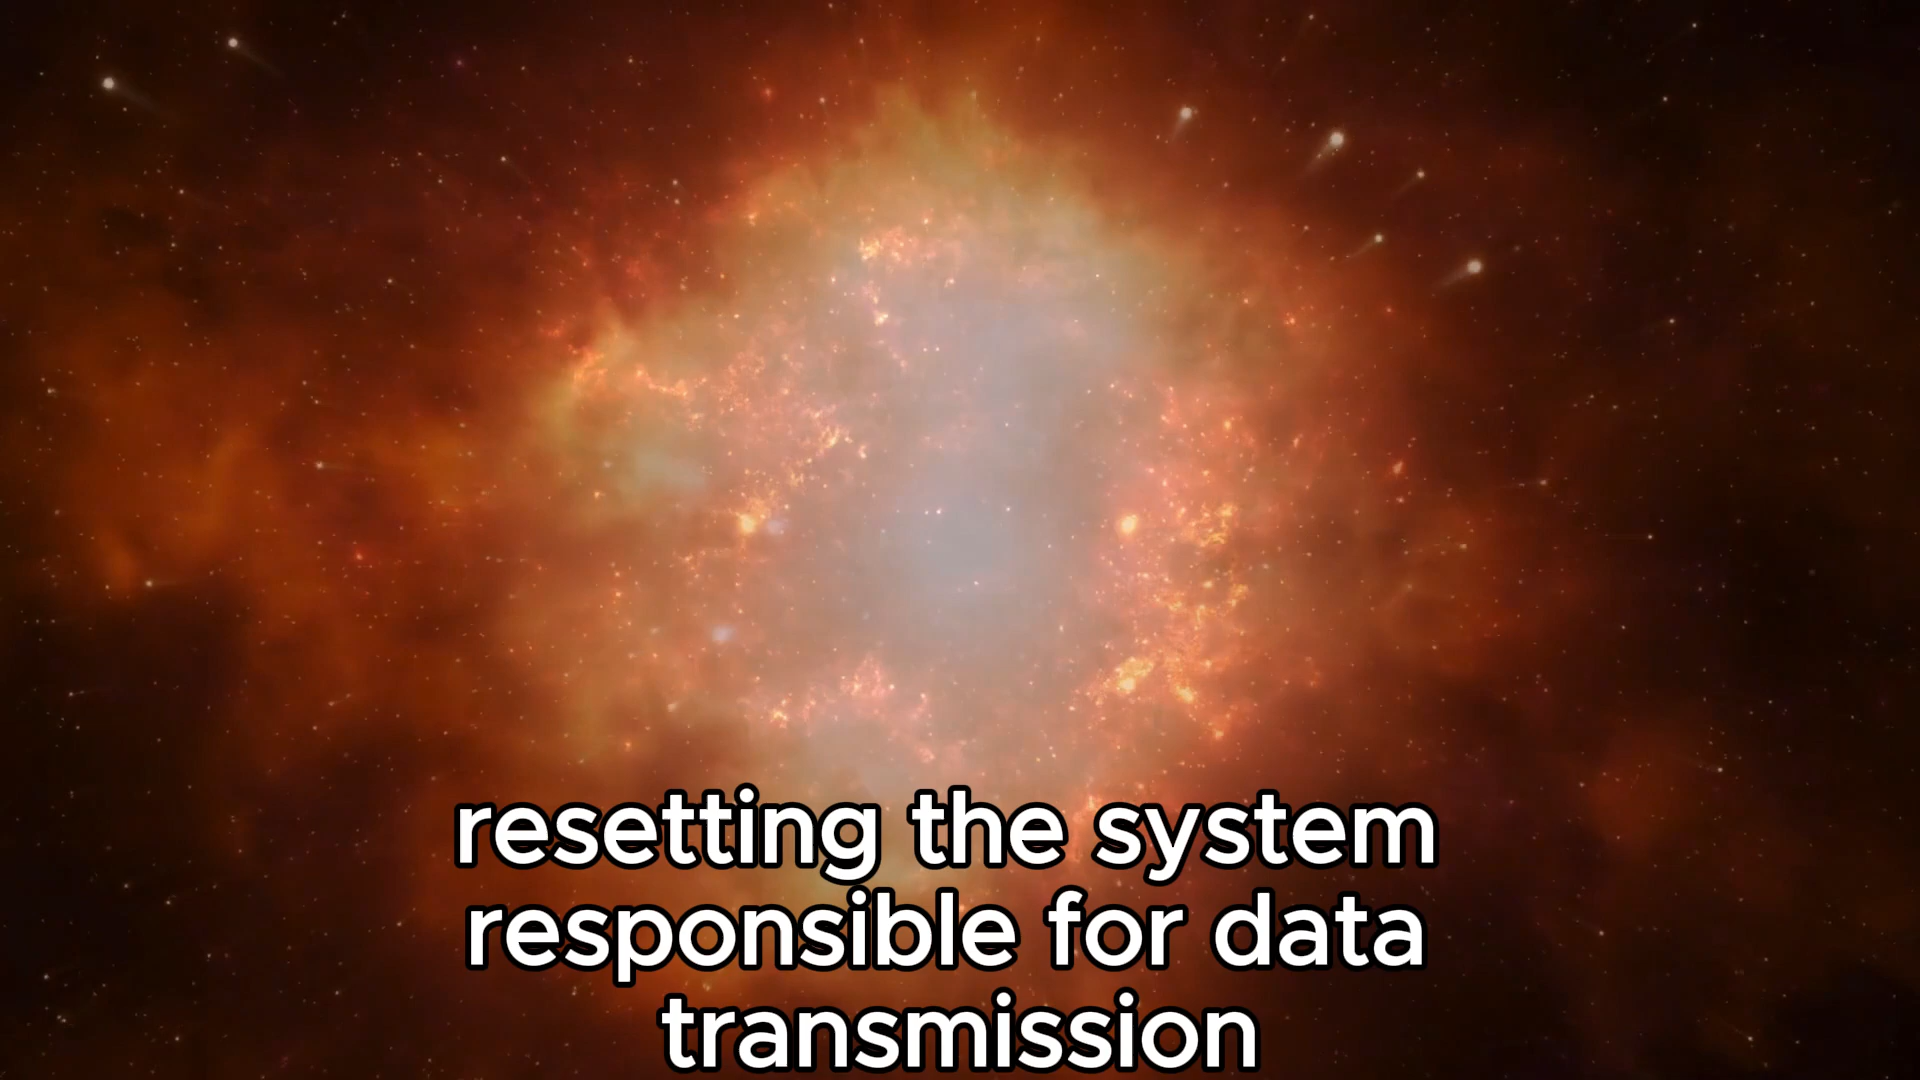 resetting the system
responsible for data
transmission